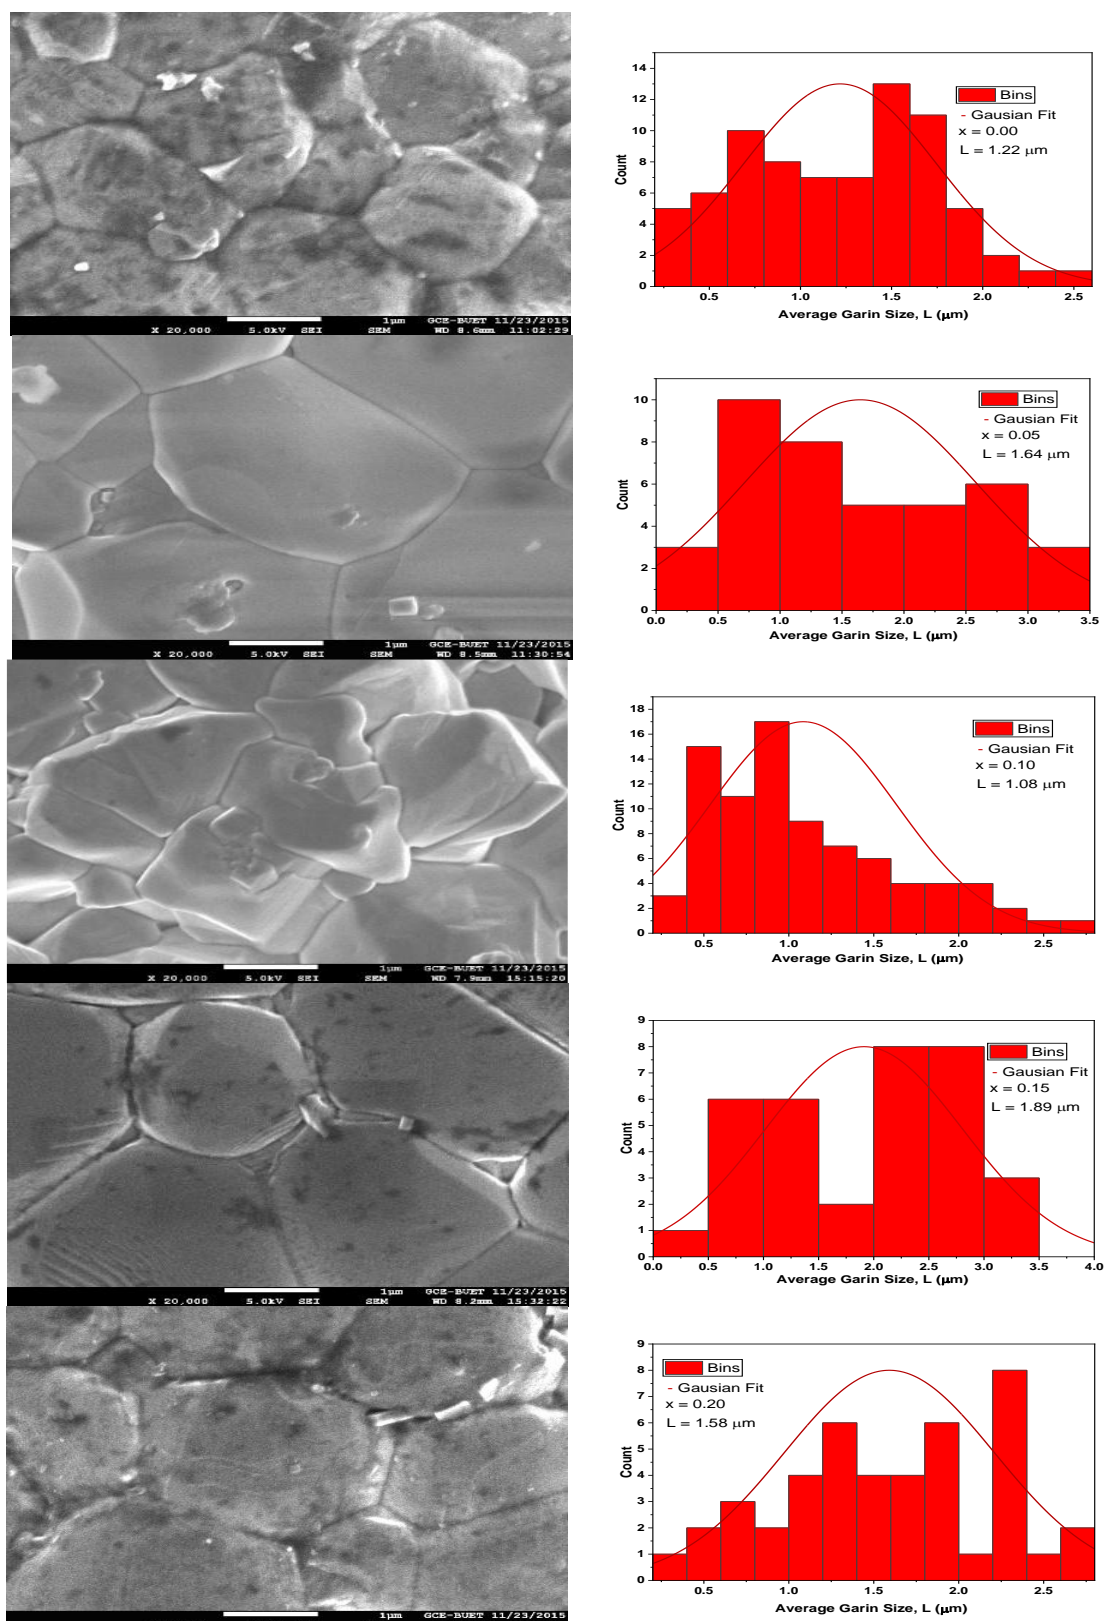 1μm GCE-BUET 11/23/2015
X 20,000 5.0kV SEI SEM WD 8.6mm 11:02:29
14
12
10
8
6
4
2
0
Count
Bins
- Gausian Fit
x = 0.00
L = 1.22 μm
0.5 1.0 1.5 2.0 2.5
Average Garin Size, L (μm)
1μm GCE-BUET 11/23/2015
X 20,000 5.0kV SEI SEM WD 8.5mm 11:30:54
10
8
6
4
2
0
Count
Bins
- Gausian Fit
x = 0.05
L = 1.64 μm
0.0 0.5 1.0 1.5 2.0 2.5 3.0 3.5
Average Garin Size, L (μm)
1μm GCE-BUET 11/23/2015
X 20,000 5.0kV SEI SEM WD 7.9mm 15:15:20
18
16
14
12
10
8
6
4
2
0
Count
Bins
- Gausian Fit
x = 0.10
L = 1.08 μm
0.5 1.0 1.5 2.0 2.5
Average Garin Size, L (μm)
1μm GCE-BUET 11/23/2015
X 20,000 5.0kV SEI SEM WD 8.2mm 15:32:22
9
8
7
6
5
4
3
2
1
0
Count
Bins
- Gausian Fit
x = 0.15
L = 1.89 μm
0.0 0.5 1.0 1.5 2.0 2.5 3.0 3.5 4.0
Average Garin Size, L (μm)
1μm GCE-BUET 11/23/2015
9
8
7
6
5
4
3
2
1
0
Count
Bins
- Gausian Fit
x = 0.20
L = 1.58 μm
0.5 1.0 1.5 2.0 2.5
Average Garin Size, L (μm)